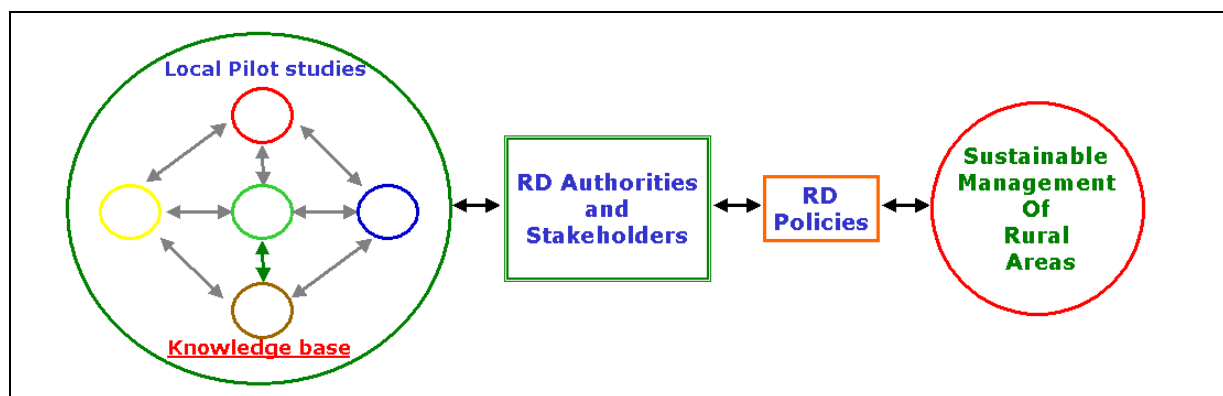 Local Pilot studies
Knowledge base
RD Authorities
and
Stakeholders
RD
Policies
Sustainable
Management
Of
Rural
Areas